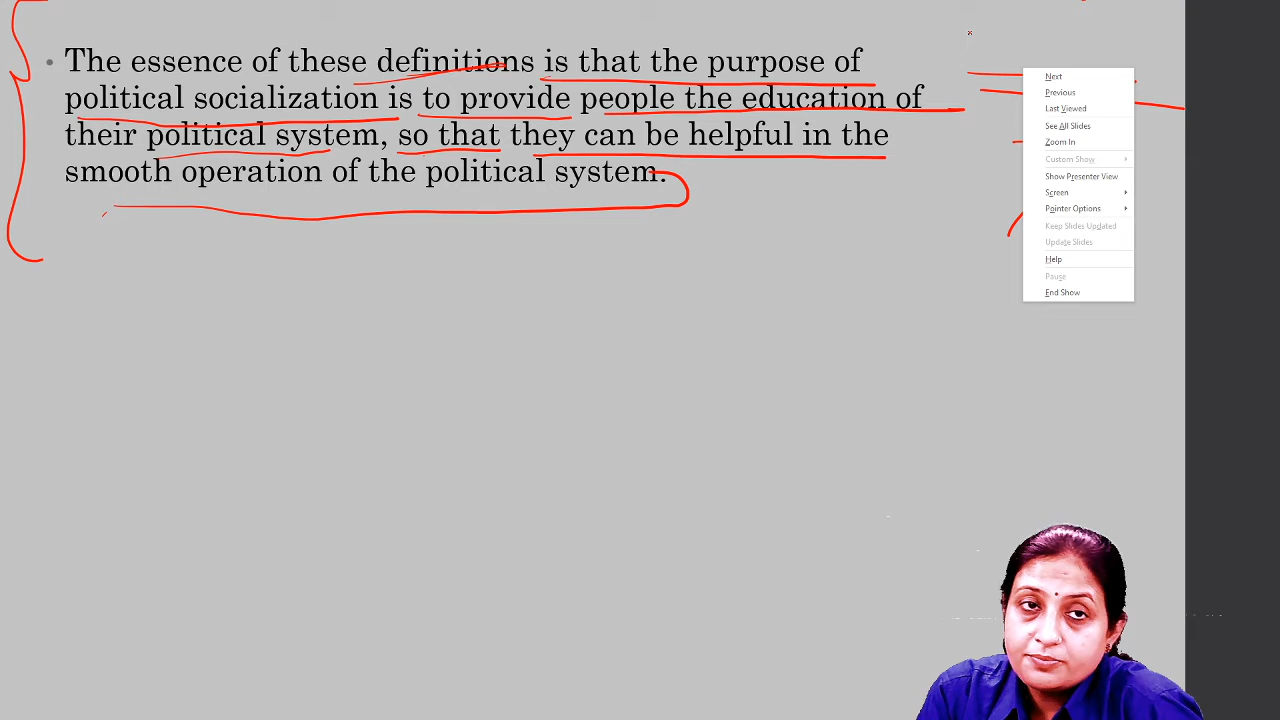 The essence of these definitions is that the purpose of
political socialization is to provide people the education of
their political system, so that they can be helpful in the
smooth operation of the political system.
Next
Previous
Last Viewed
See All Slides
Zoom In
Custom Show
Show Presenter View
Screen
Pointer Options
Keep Slides Updated
Update Slides
Help
Pause
End Show